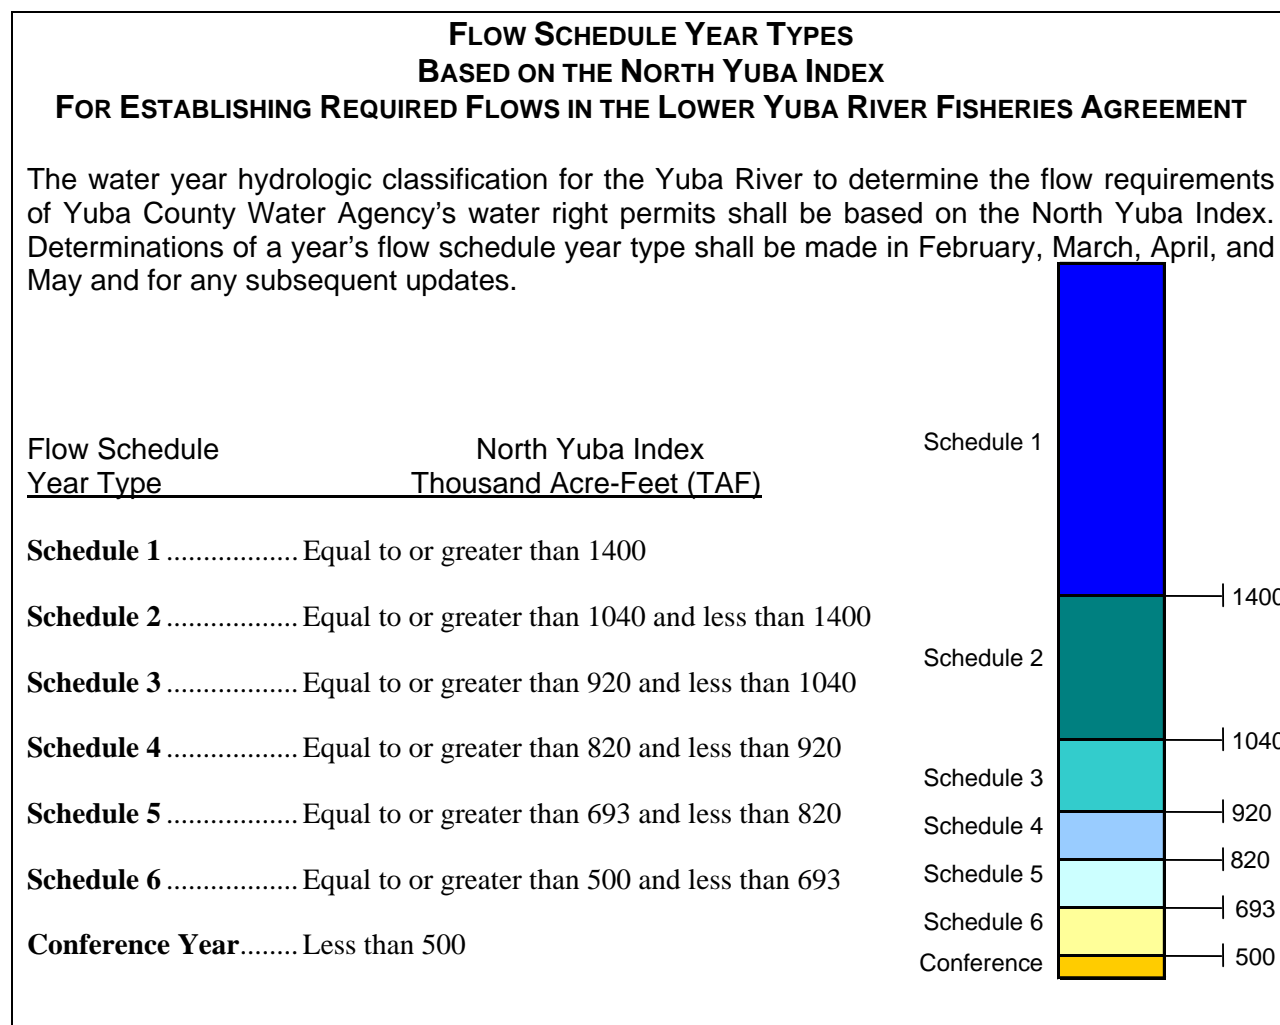 FLOW SCHEDULE YEAR TYPES
BASED ON THE NORTH YUBA INDEX
FOR ESTABLISHING REQUIRED FLOWS IN THE LOWER YUBA RIVER FISHERIES AGREEMENT
The water year hydrologic classification for the Yuba River to determine the flow requirements
of Yuba County Water Agency's water right permits shall be based on the North Yuba Index.
Determinations of a year's flow schedule year type shall be made in February, March, April, and
May and for any subsequent updates.
Flow Schedule North Yuba Index
Year Type Thousand Acre-Feet (TAF)
Schedule 1 .................. Equal to or greater than 1400
Schedule 2 .................. Equal to or greater than 1040 and less than 1400
Schedule 3 .................. Equal to or greater than 920 and less than 1040
Schedule 4 .................. Equal to or greater than 820 and less than 920
Schedule 5 .................. Equal to or greater than 693 and less than 820
Schedule 6 .................. Equal to or greater than 500 and less than 693
Conference Year........ Less than 500
Schedule 1
1400
Schedule 2
1040
Schedule 3
920
Schedule 4
820
Schedule 5
693
Schedule 6
500
Conference